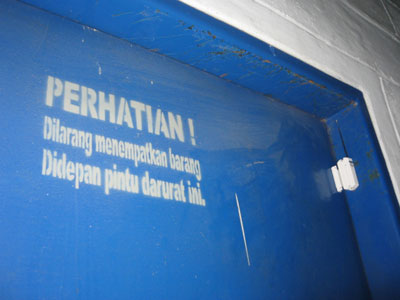 PERHATIAN !
Dilarang menempatkan barang
Didepan pintu darurat ini.